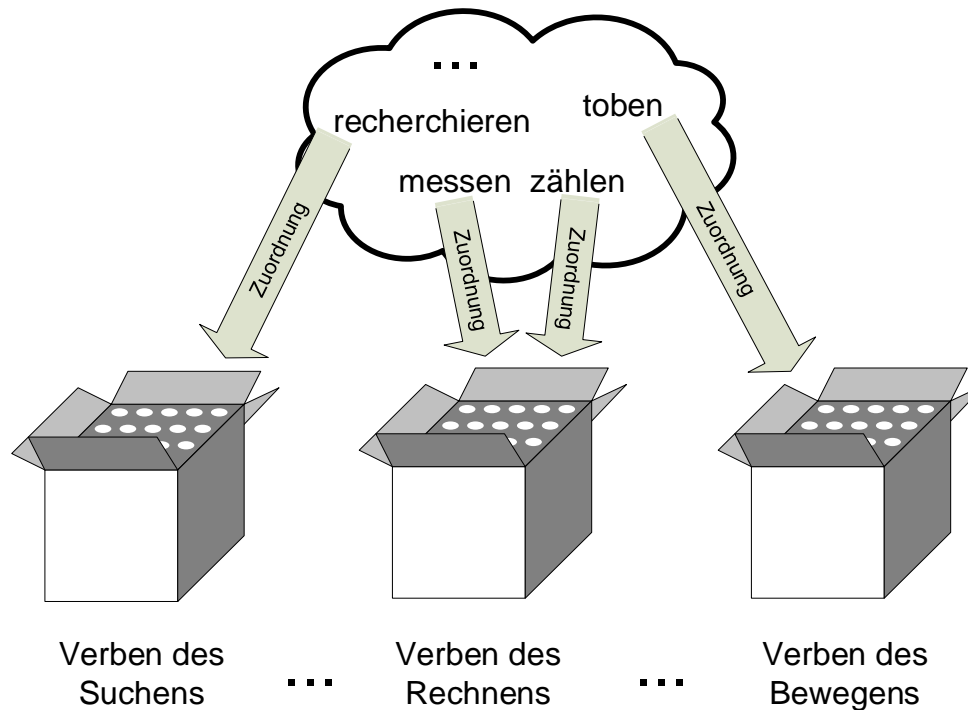 ...
recherchieren
toben
messen zählen
Zuordnung
Zuordnung
Zuordnung
Zuordnung
Verben des
Suchens
...
Verben des
Rechnens
...
Verben des
Bewegens